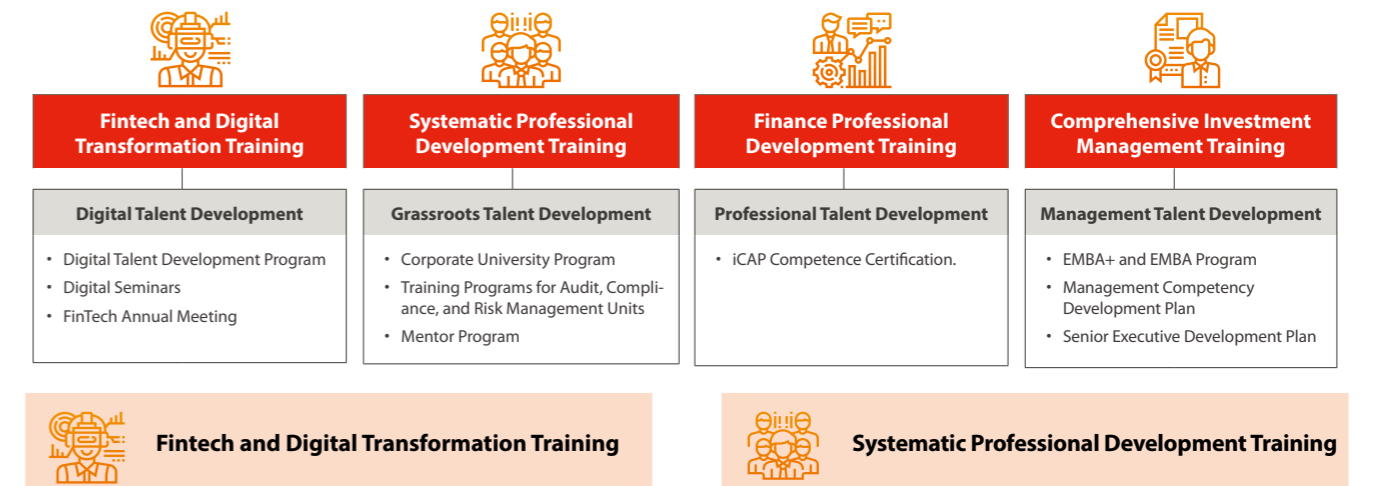 Fintech and Digital
Transformation Training
Digital Talent Development
• Digital Talent Development Program
• Digital Seminars
• FinTech Annual Meeting
Systematic Professional
Development Training
Grassroots Talent Development
• Corporate University Program
• Training Programs for Audit, Compli-
ance, and Risk Management Units
• Mentor Program
Finance Professional
Development Training
Professional Talent Development
• iCAP Competence Certification.
Comprehensive Investment
Management Training
Management Talent Development
• EMBA+ and EMBA Program
• Management Competency
Development Plan
• Senior Executive Development Plan
Fintech and Digital Transformation Training
Systematic Professional Development Training